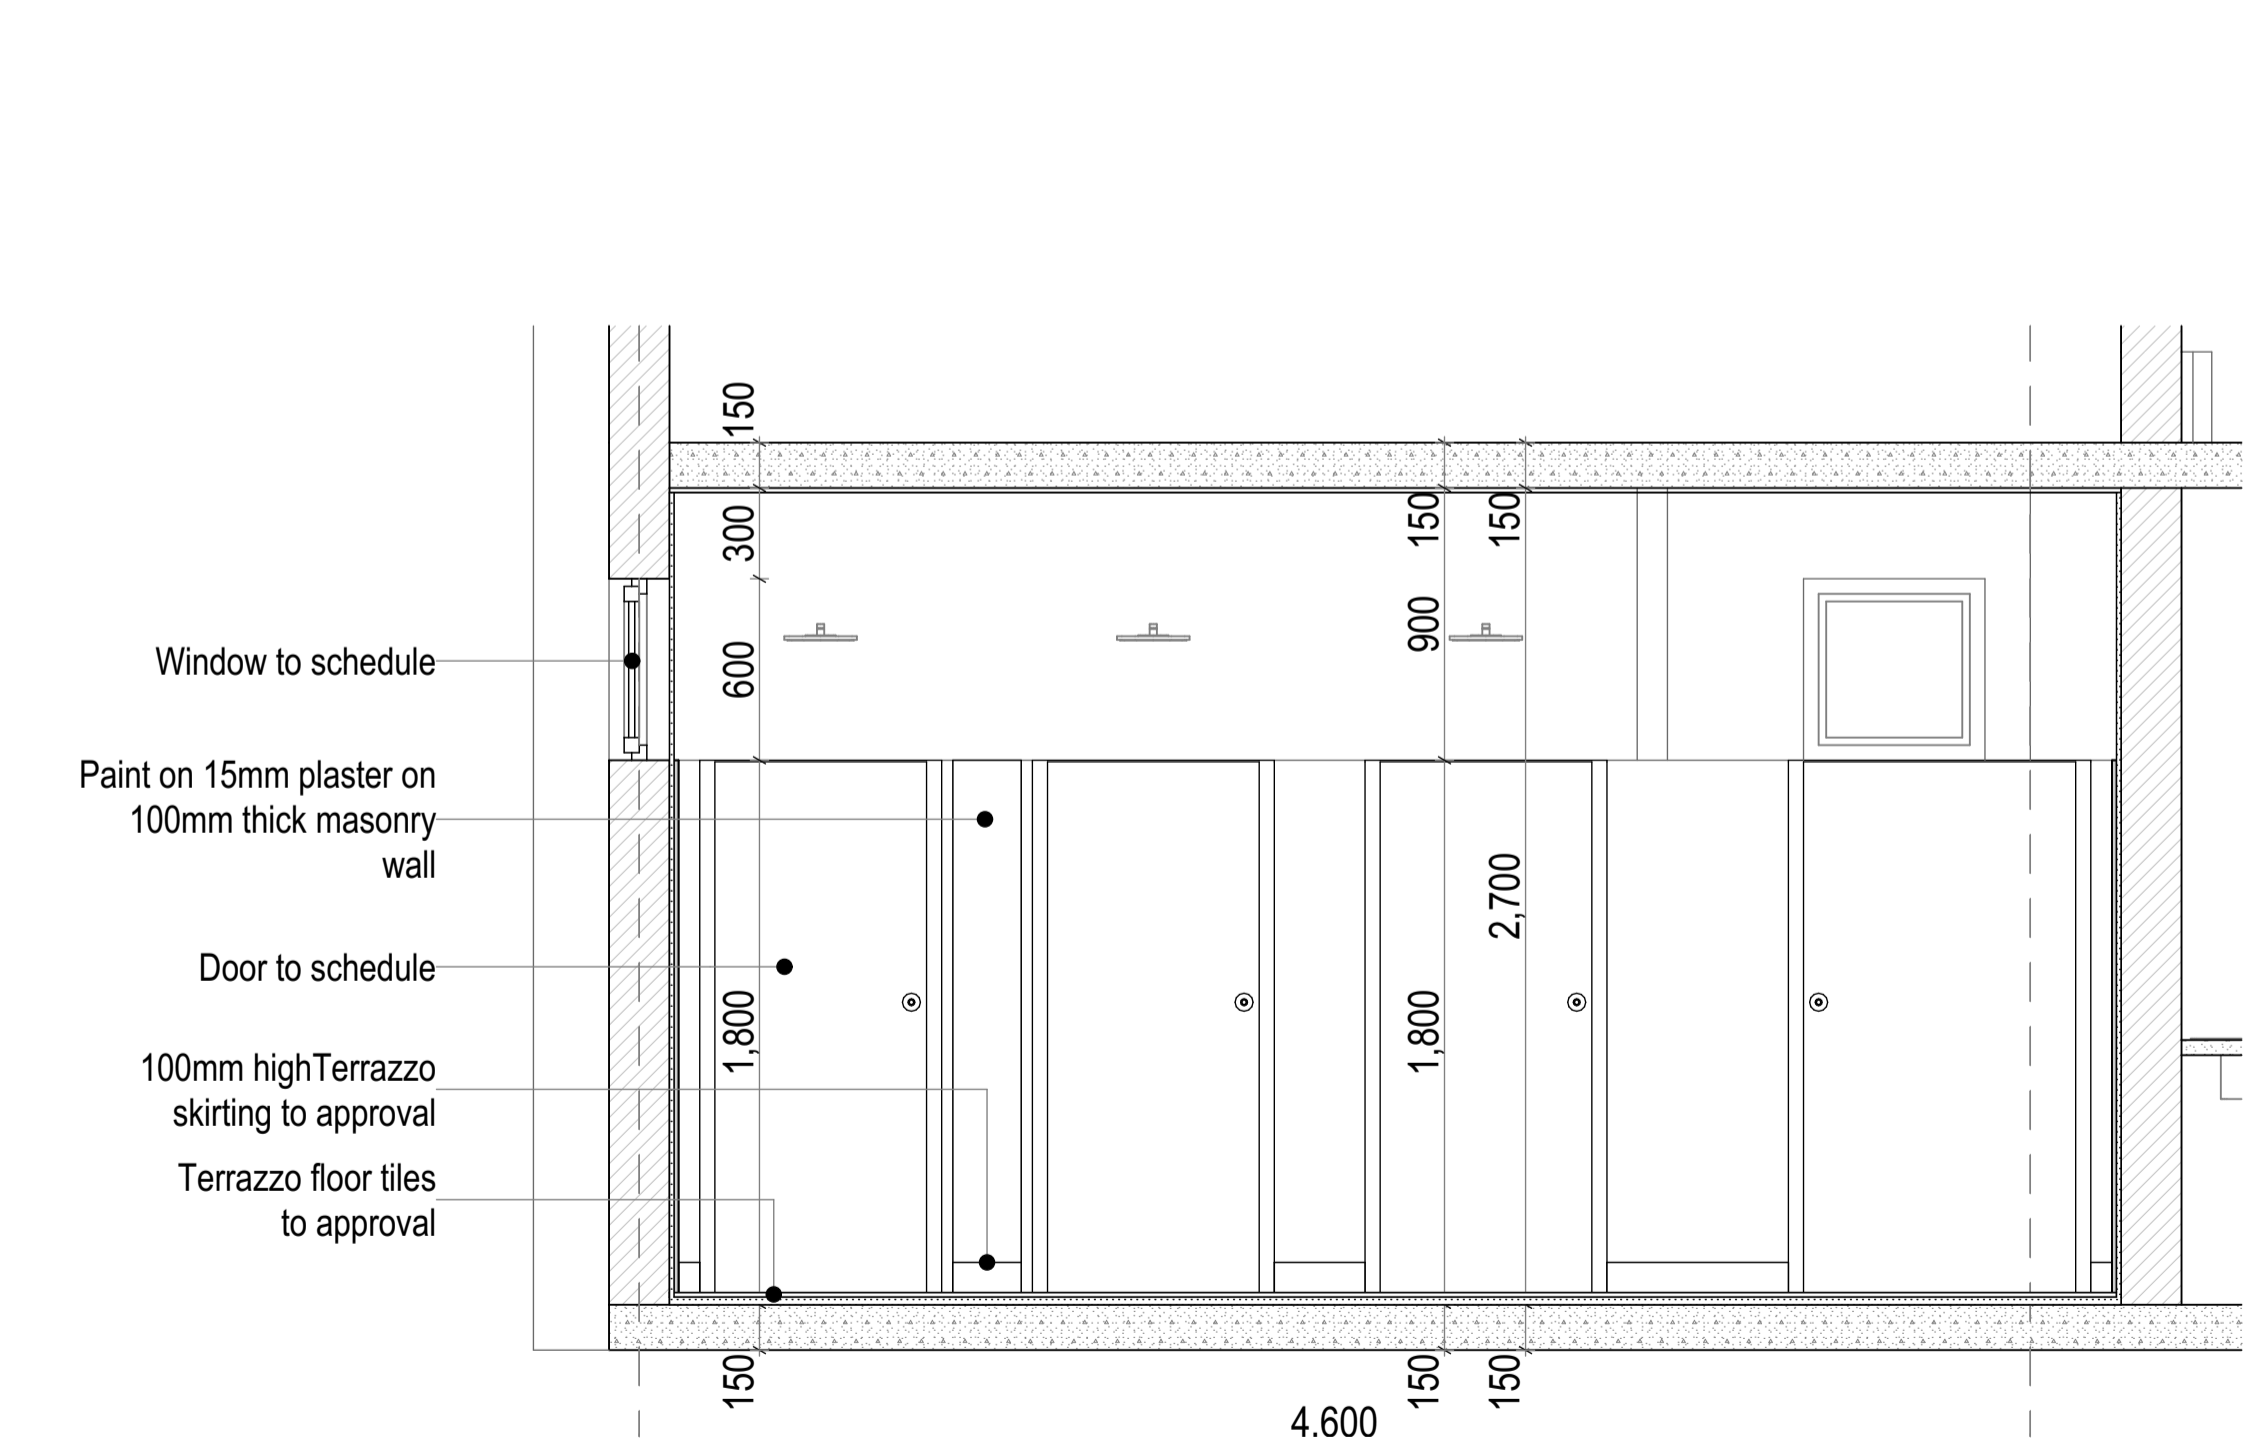 150
300
150
150
900
600
Window to schedule
Paint on 15mm plaster on
100mm thick masonry
wall
2,700
Door to schedule
1,800
1,800
100mm highTerrazzo
skirting to approval
Terrazzo floor tiles
to approval
150
150
150
4,600